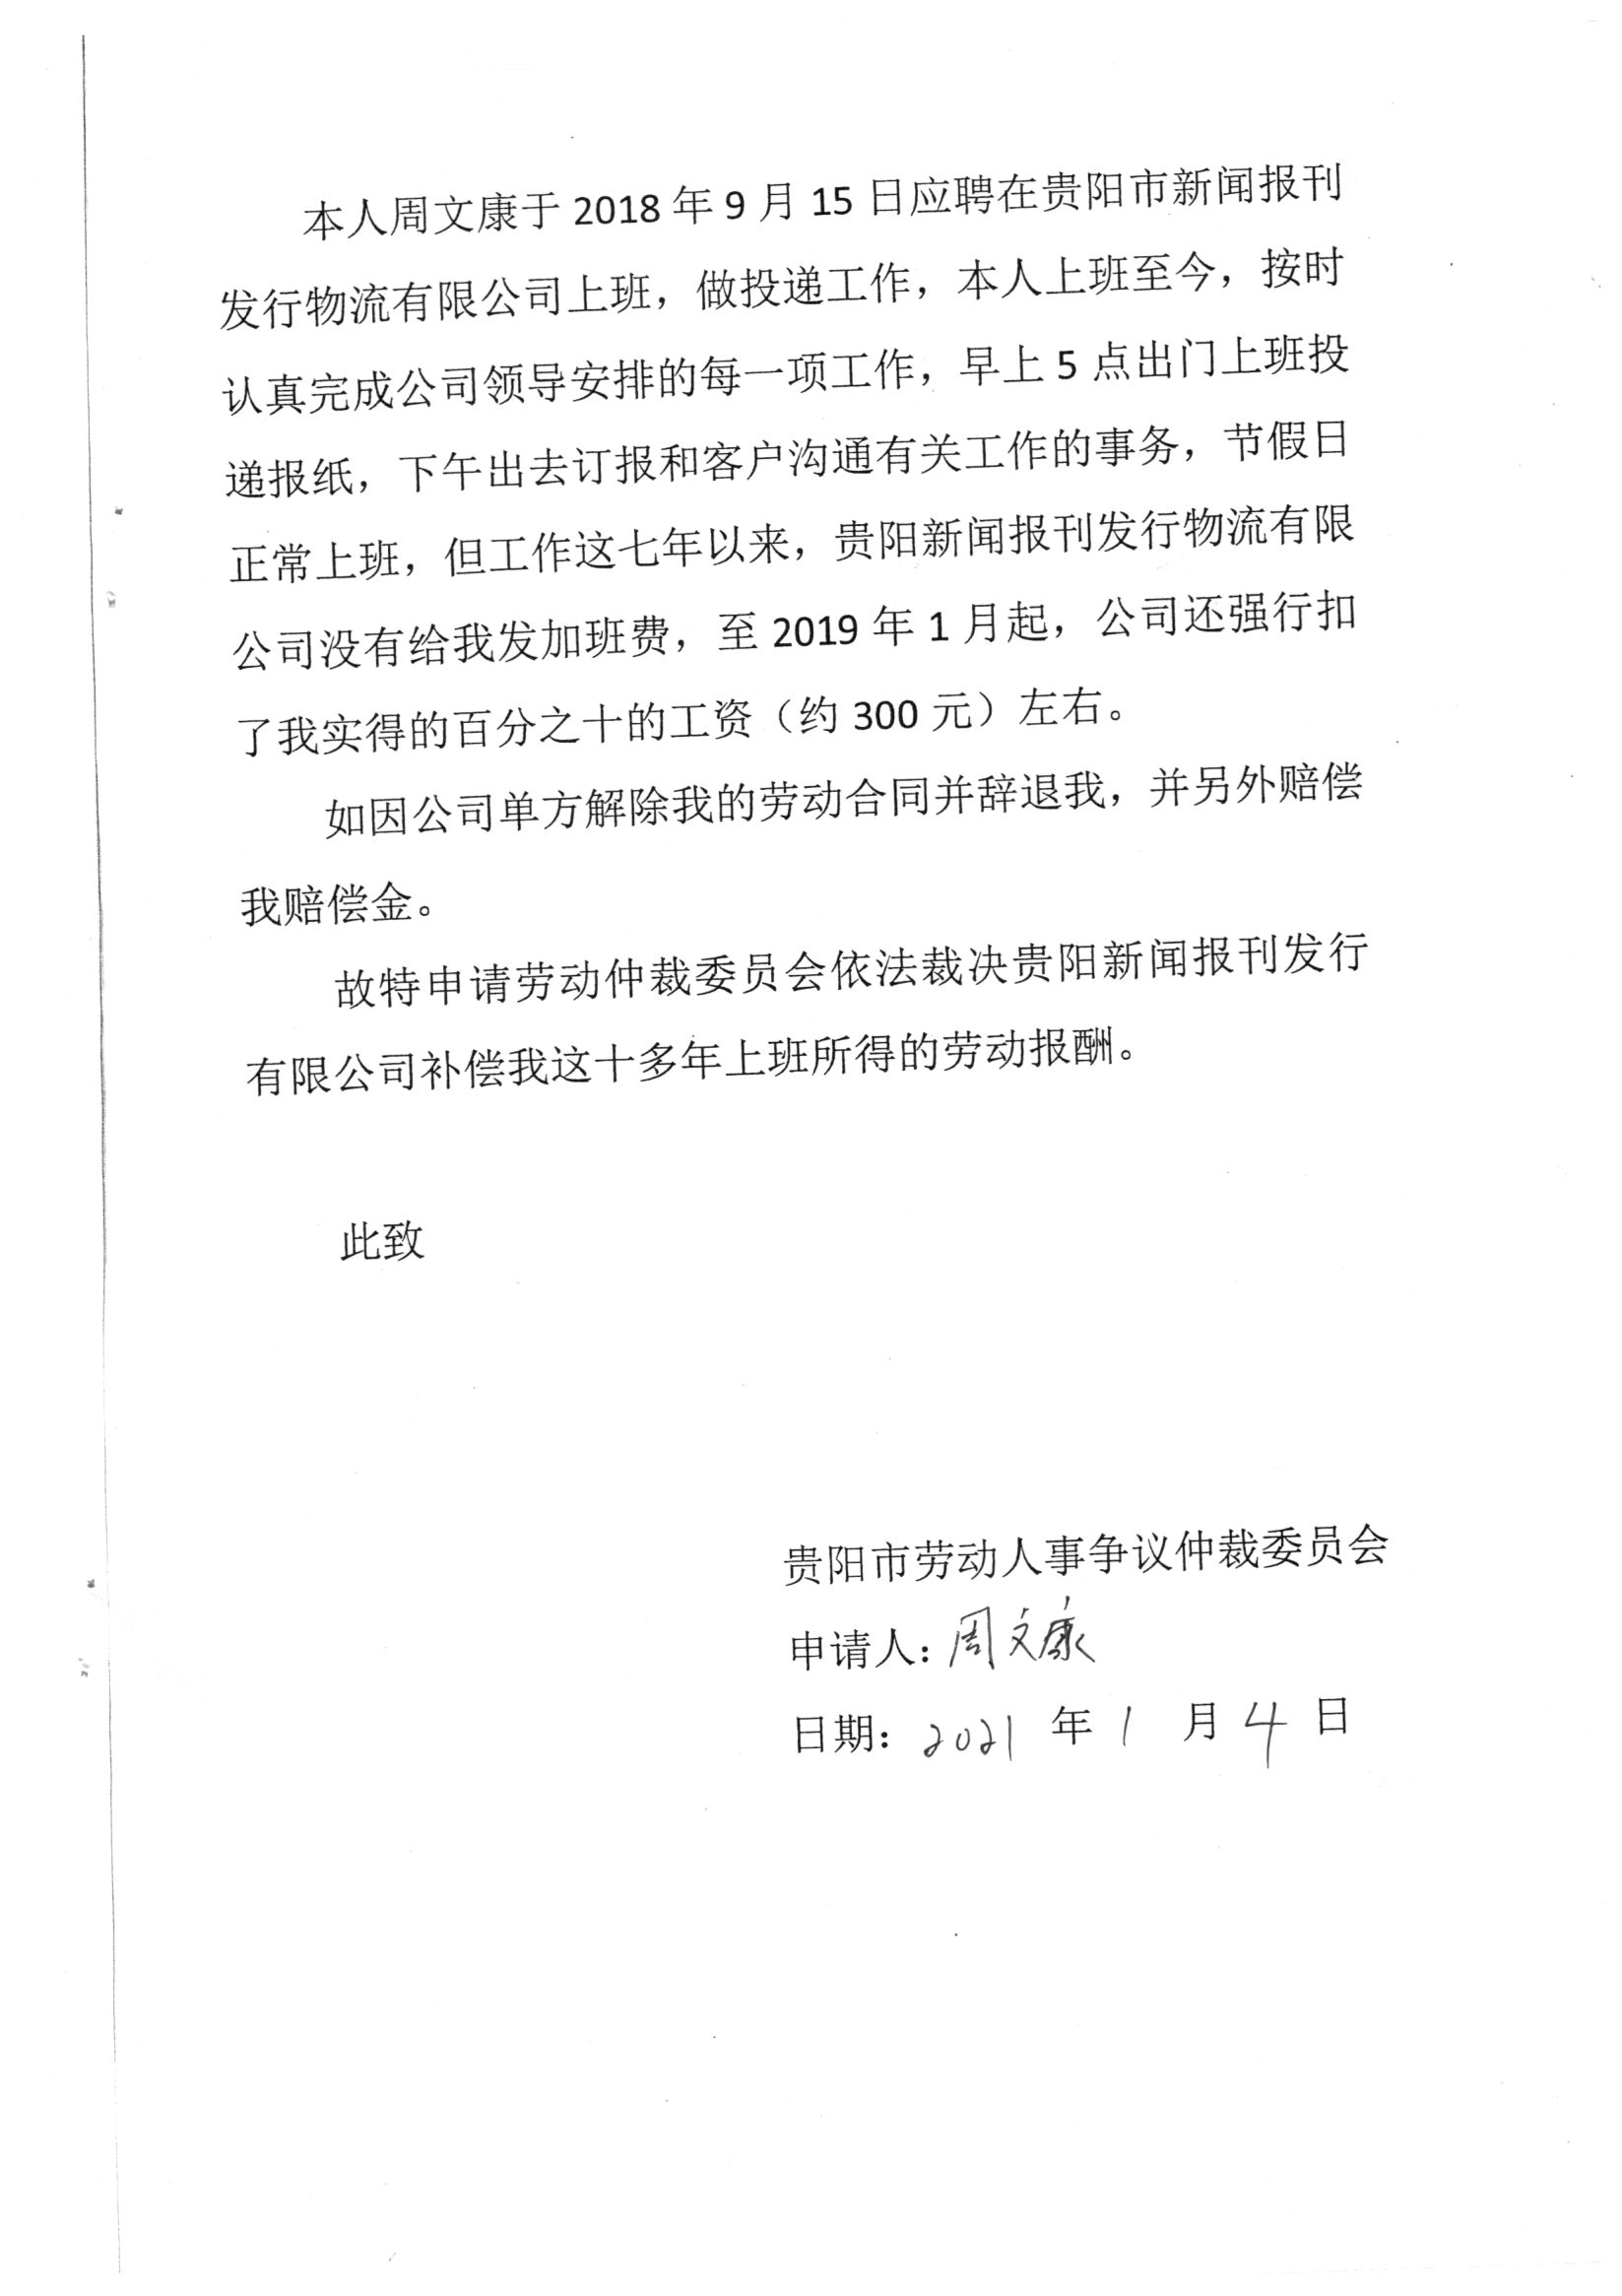 本人周文康于 2018 年 9 月 15 日应聘在贵阳市新闻报刊
发行物流有限公司上班，做投递工作，本人上班至今，按时
认真完成公司领导安排的每一项工作，早上 5 点出门上班投
递报纸，下午出去订报和客户沟通有关工作的事务，节假日
正常上班，但工作这七年以来，贵阳新闻报刊发行物流有限
公司没有给我发加班费，至 2019 年 1 月起，公司还强行扣
了我实得的百分之十的工资（约 300 元）左右。
如因公司单方解除我的劳动合同并辞退我，并另外赔偿
我赔偿金。
故特申请劳动仲裁委员会依法裁决贵阳新闻报刊发行
有限公司补偿我这十多年上班所得的劳动报酬。
此致
贵阳市劳动人事争议仲裁委员会
申请人：周文康
日期：2021 年 1 月 4 日